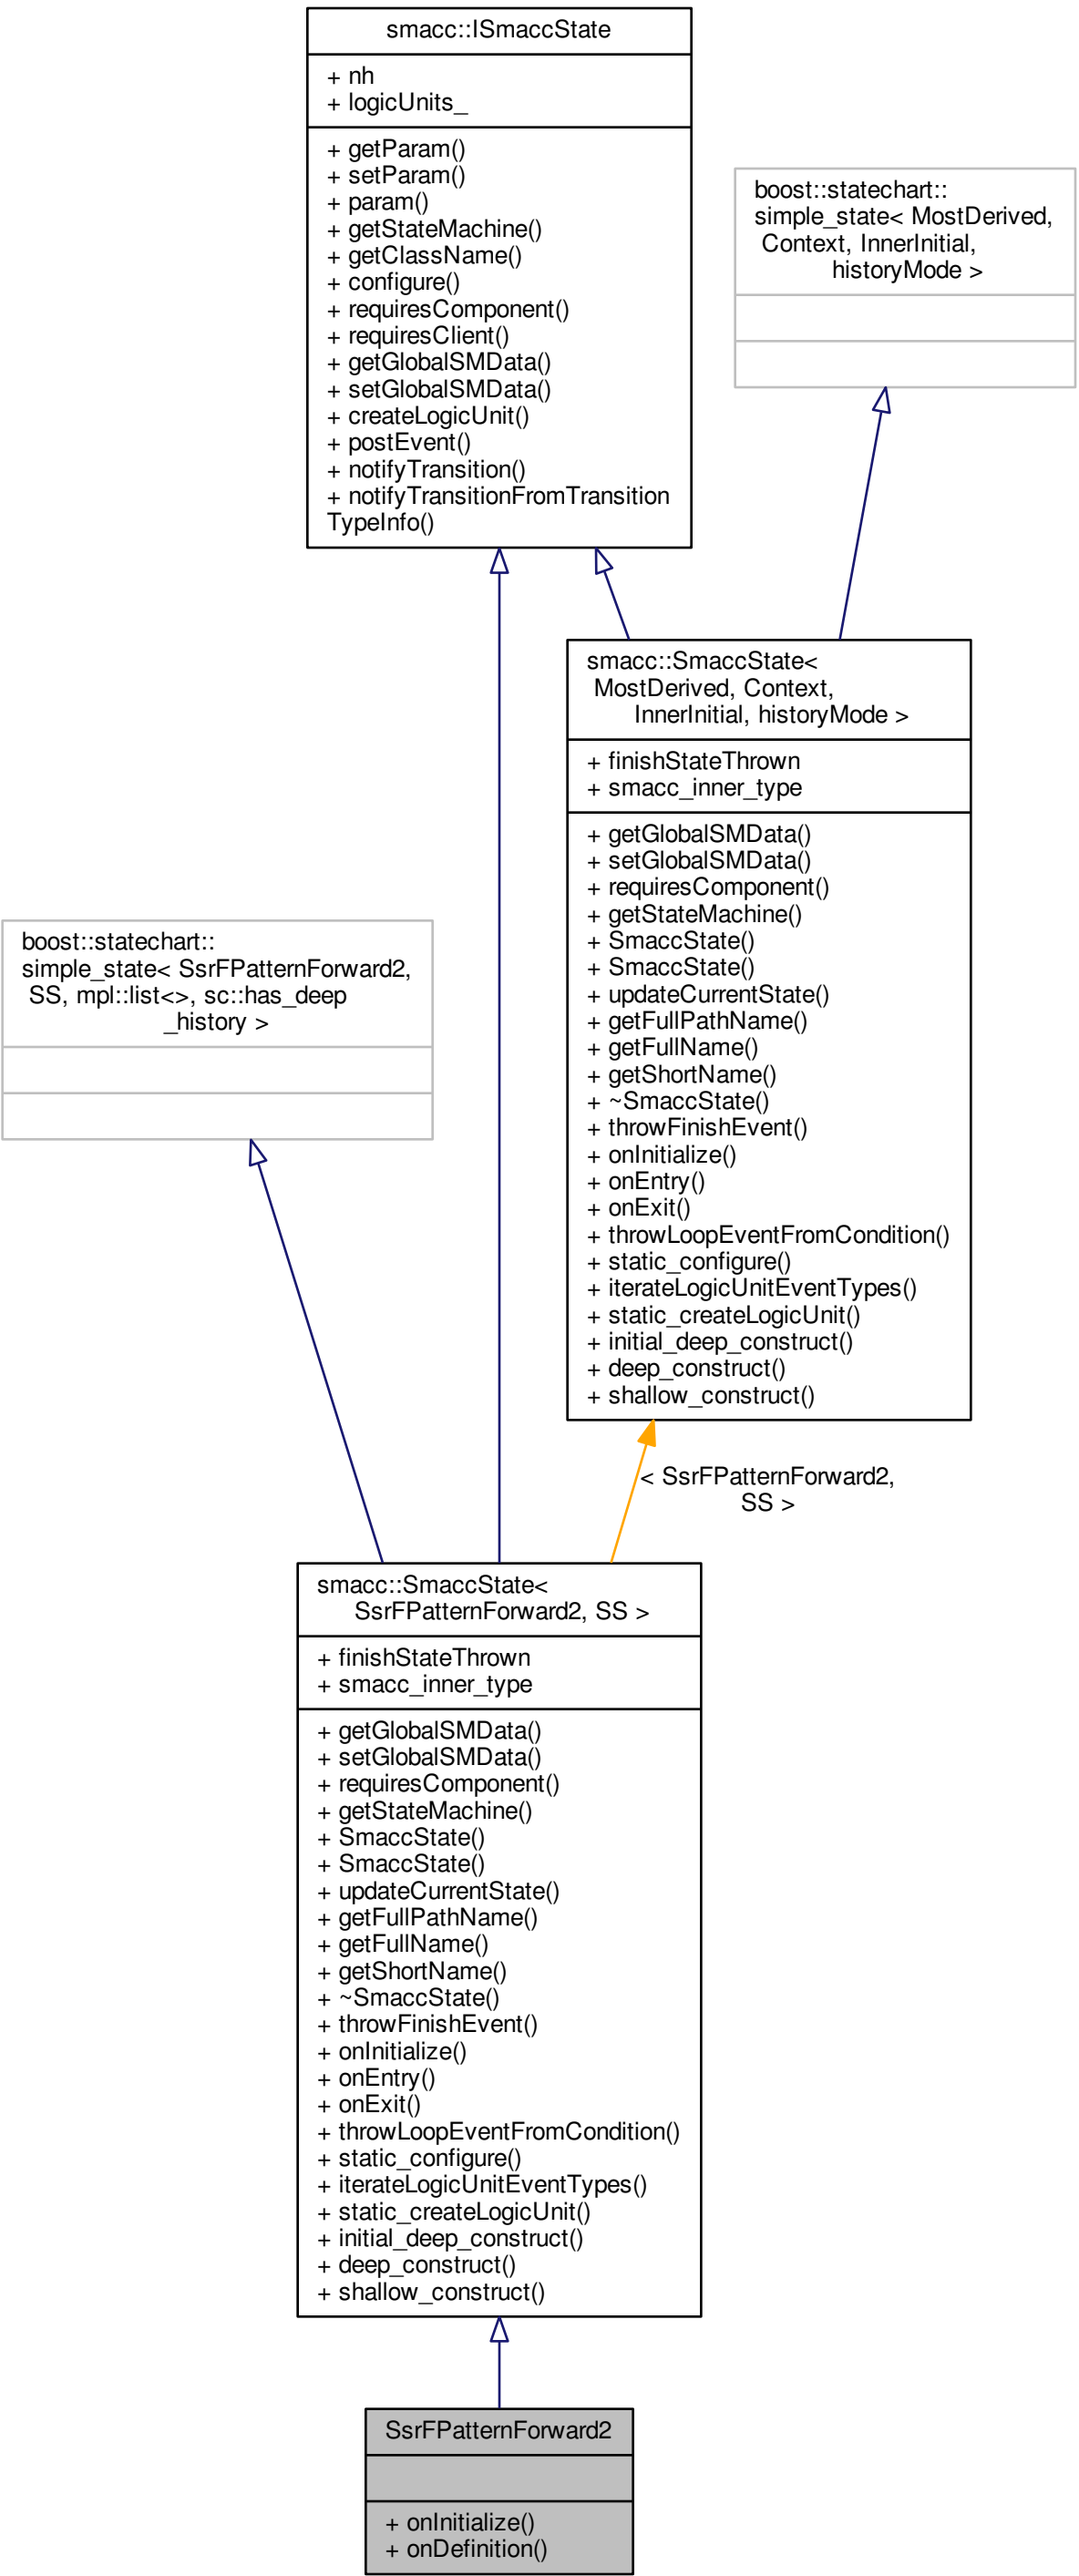 smacc::ISmaccState
+ nh
+ logicUnits_
+ getParam()
+ setParam()
+ param()
+ getStateMachine()
+ getClassName()
+ configure()
+ requiresComponent()
+ requiresClient()
+ getGlobalSMData()
+ setGlobalSMData()
+ createLogicUnit()
+ postEvent()
+ notifyTransition()
+ notifyTransitionFromTransition
TypeInfo()
boost::statechart::
simple_state< MostDerived,
Context, InnerInitial,
historyMode >
smacc::SmaccState<
MostDerived, Context,
InnerInitial, historyMode >
+ finishStateThrown
+ smacc_inner_type
+ getGlobalSMData()
+ setGlobalSMData()
+ requiresComponent()
+ getStateMachine()
+ SmaccState()
+ SmaccState()
+ updateCurrentState()
+ getFullPathName()
+ getFullName()
+ getShortName()
+ ~SmaccState()
+ throwFinishEvent()
+ onInitialize()
+ onEntry()
+ onExit()
+ throwLoopEventFromCondition()
+ static_configure()
+ iterateLogicUnitEventTypes()
+ static_createLogicUnit()
+ initial_deep_construct()
+ deep_construct()
+ shallow_construct()
boost::statechart::
simple_state< SsrFPatternForward2,
SS, mpl::list<>, sc::has_deep
_history >
< SsrFPatternForward2,
SS >
smacc::SmaccState<
SsrFPatternForward2, SS >
+ finishStateThrown
+ smacc_inner_type
+ getGlobalSMData()
+ setGlobalSMData()
+ requiresComponent()
+ getStateMachine()
+ SmaccState()
+ SmaccState()
+ updateCurrentState()
+ getFullPathName()
+ getFullName()
+ getShortName()
+ ~SmaccState()
+ throwFinishEvent()
+ onInitialize()
+ onEntry()
+ onExit()
+ throwLoopEventFromCondition()
+ static_configure()
+ iterateLogicUnitEventTypes()
+ static_createLogicUnit()
+ initial_deep_construct()
+ deep_construct()
+ shallow_construct()
SsrFPatternForward2
+ onInitialize()
+ onDefinition()